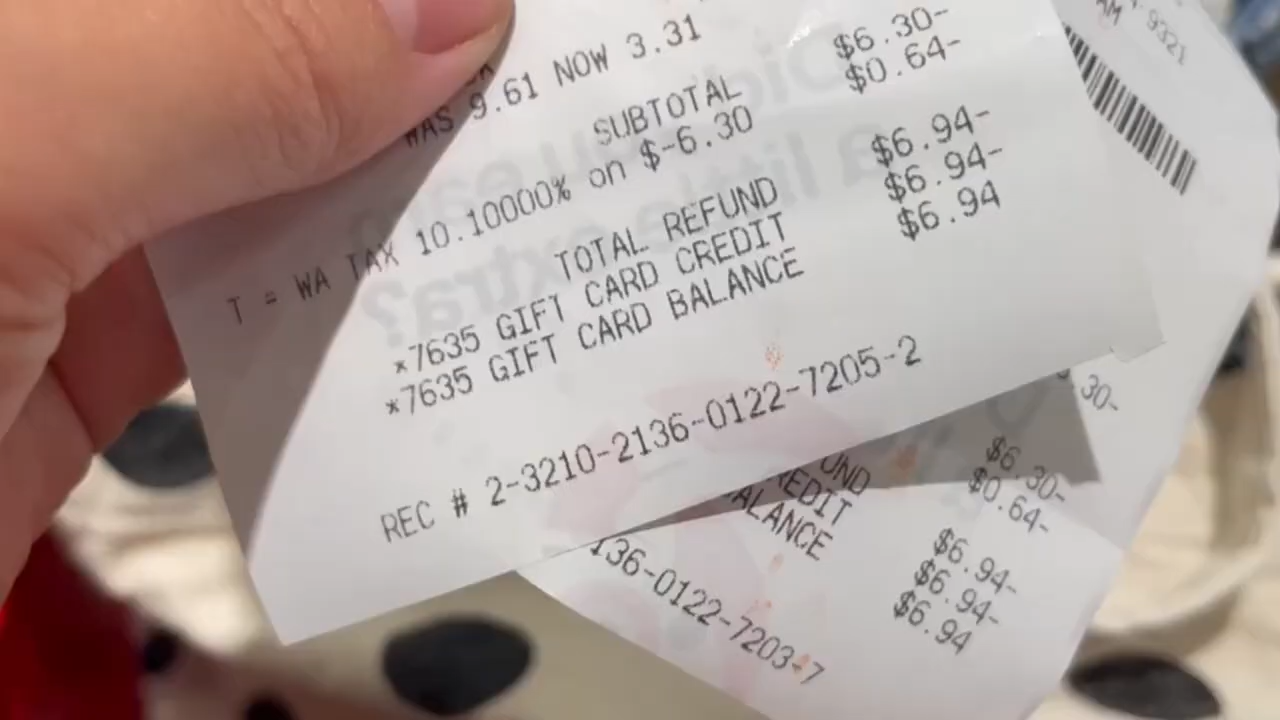 WAS 9.61 NOW 3.31
SUBTOTAL $6.30-
T = WA TAX 10.10000% on $-6.30 $0.64-
TOTAL REFUND $6.94-
*7635 GIFT CARD CREDIT $6.94-
*7635 GIFT CARD BALANCE $6.94
REC # 2-3210-2136-0122-7205-2
9321
30-
$6.30-
$0.64-
UND $6.94-
REDIT $6.94-
ALANCE $6.94
136-0122-7203-7